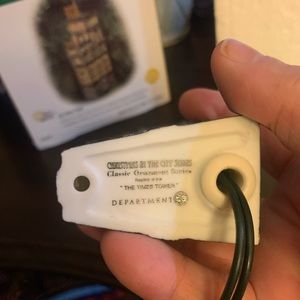 CHRISTMAS IN THE CITY SERIES
Classic Ornament Series
Replica of the
"THE TIMES TOWER"
DEPARTMENT 56